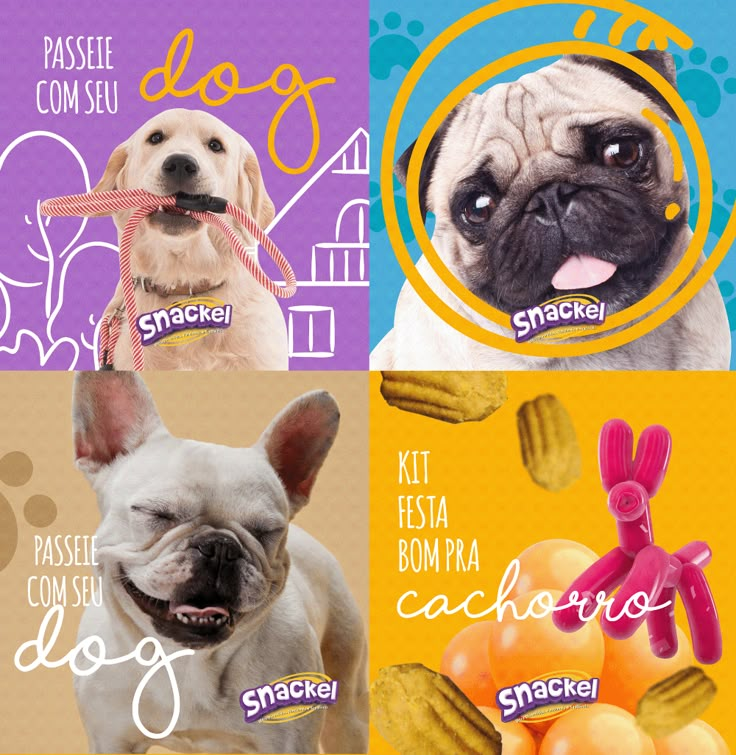 PASSEIE
COM SEU
dog
Snackel
Snackel
PASSEIE
COM SEU
dog
Snackel
KIT
FESTA
BOM PRA
cachorro
Snackel